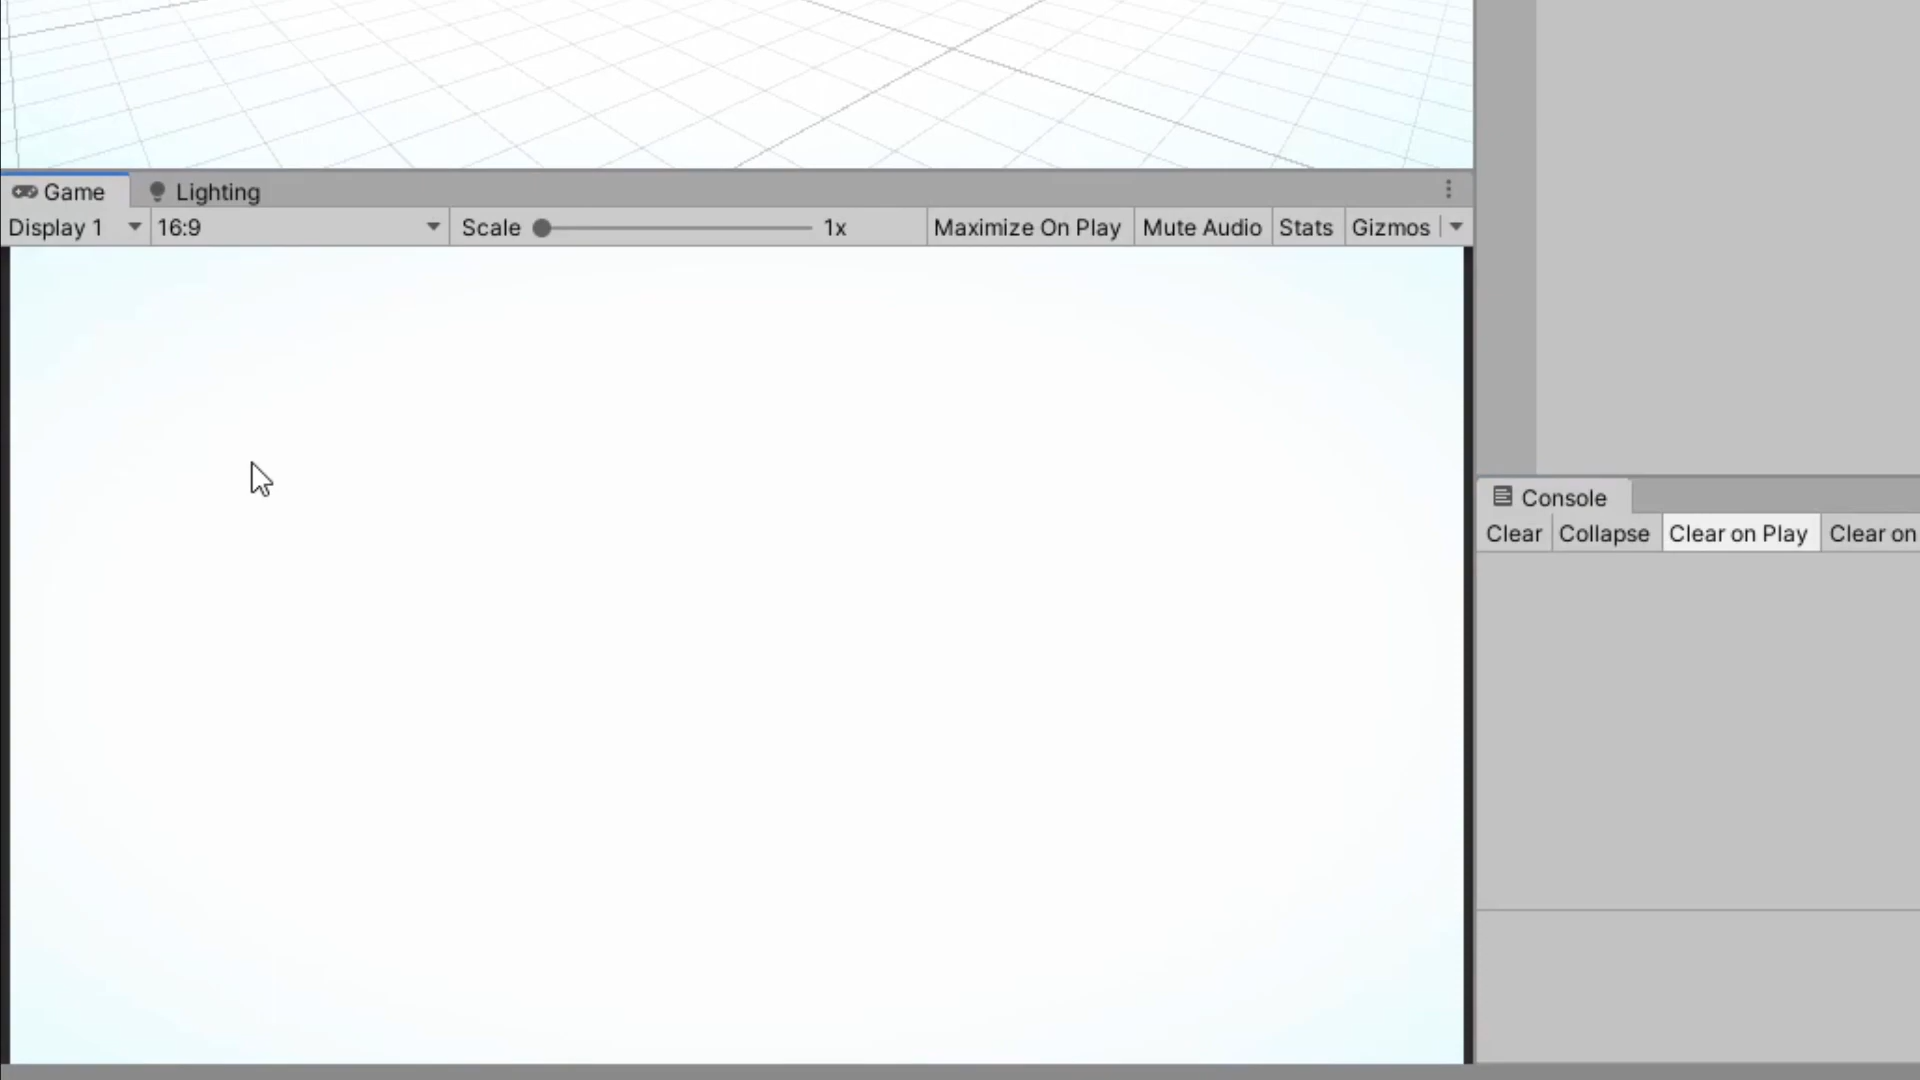 Game Lighting
Display 1 16:9 Scale 1x Maximize On Play Mute Audio Stats Gizmos
Console
Clear Collapse Clear on Play Clear on